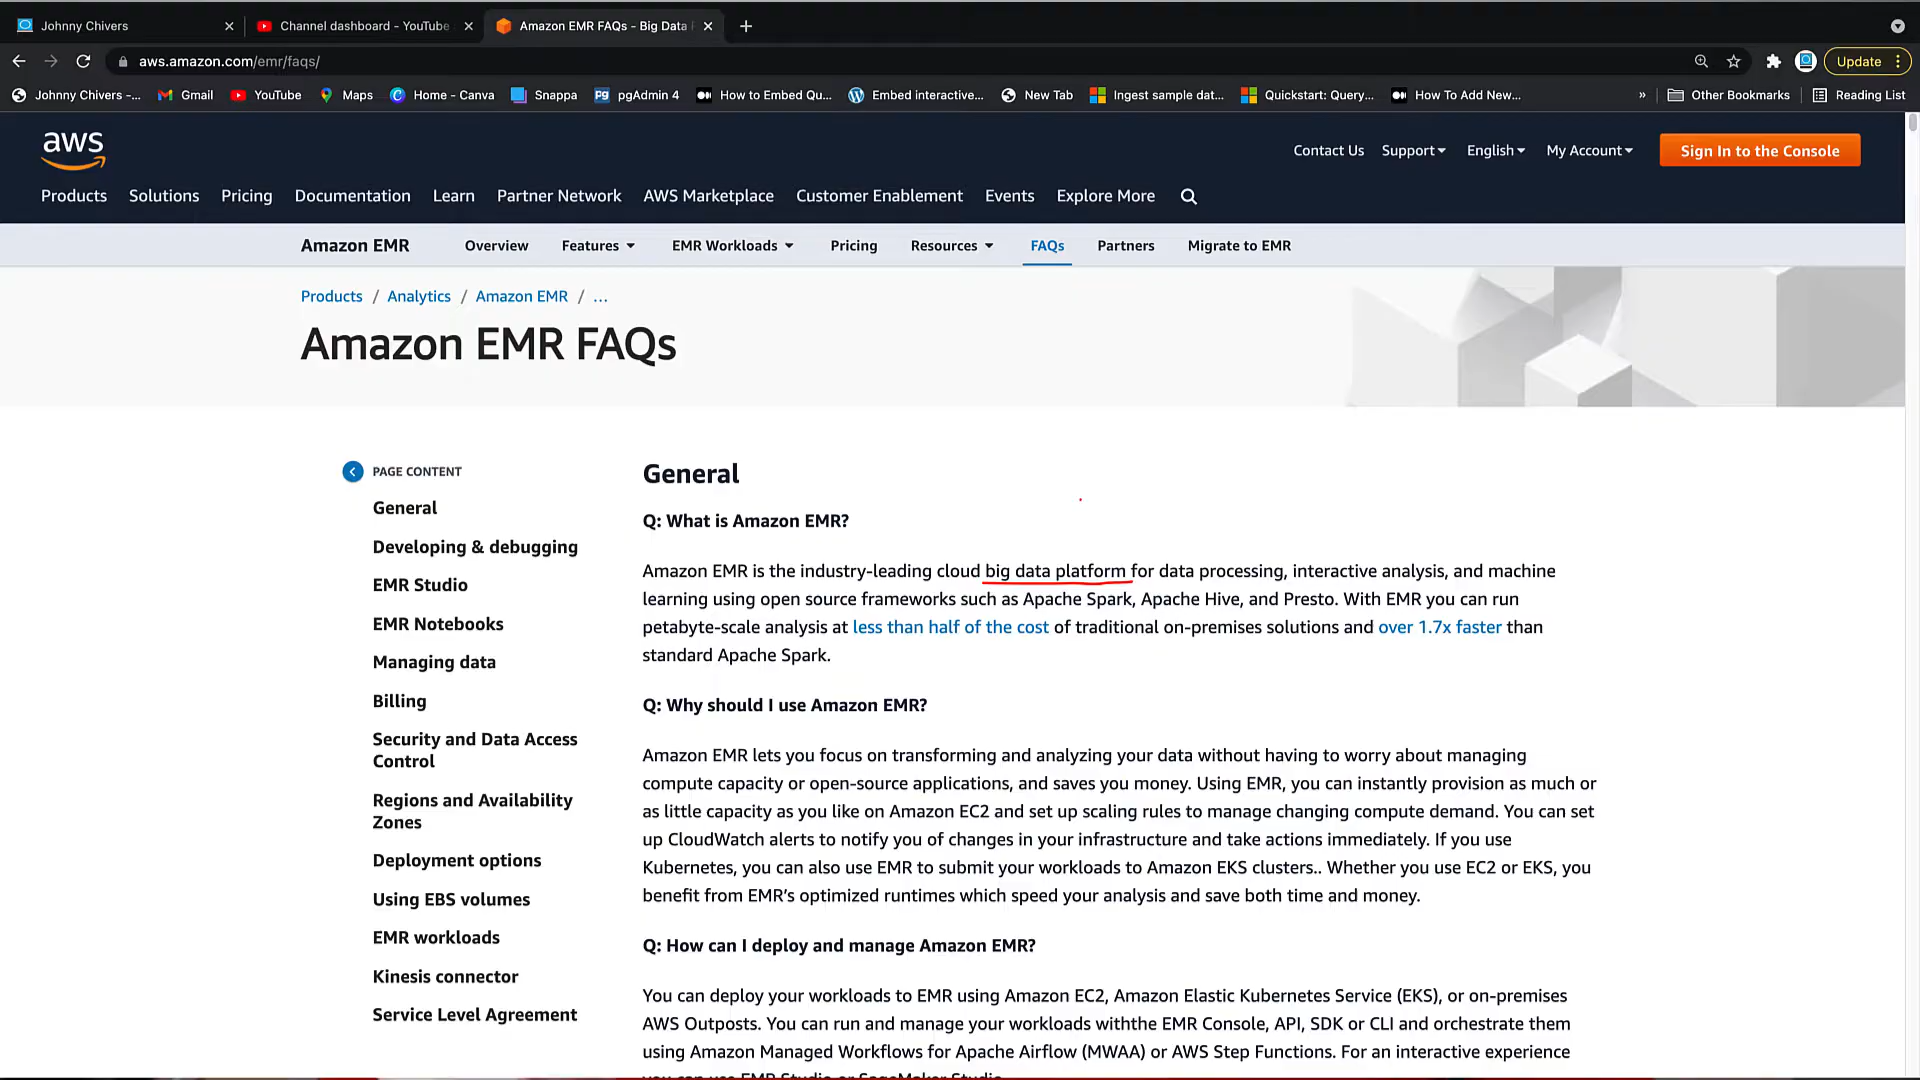 Johnny Chivers
Channel dashboard - YouTube
Amazon EMR FAQs - Big Data
aws.amazon.com/emr/faqs/
Update
Johnny Chivers -...
Gmail
YouTube
Maps
Home - Canva
Snappa
pgAdmin 4
How to Embed Qu...
Embed interactive...
New Tab
Ingest sample dat...
Quickstart: Query...
How To Add New...
»
Other Bookmarks
Reading List
aws
Contact Us
Support
English
My Account
Sign In to the Console
Products
Solutions
Pricing
Documentation
Learn
Partner Network
AWS Marketplace
Customer Enablement
Events
Explore More
Amazon EMR
Overview
Features
EMR Workloads
Pricing
Resources
FAQs
Partners
Migrate to EMR
Products / Analytics / Amazon EMR / ...
Amazon EMR FAQs
PAGE CONTENT
General
Developing & debugging
EMR Studio
EMR Notebooks
Managing data
Billing
Security and Data Access
Control
Regions and Availability
Zones
Deployment options
Using EBS volumes
EMR workloads
Kinesis connector
Service Level Agreement
General
Q: What is Amazon EMR?
Amazon EMR is the industry-leading cloud big data platform for data processing, interactive analysis, and machine
learning using open source frameworks such as Apache Spark, Apache Hive, and Presto. With EMR you can run
petabyte-scale analysis at less than half of the cost of traditional on-premises solutions and over 1.7x faster than
standard Apache Spark.
Q: Why should I use Amazon EMR?
Amazon EMR lets you focus on transforming and analyzing your data without having to worry about managing
compute capacity or open-source applications, and saves you money. Using EMR, you can instantly provision as much or
as little capacity as you like on Amazon EC2 and set up scaling rules to manage changing compute demand. You can set
up CloudWatch alerts to notify you of changes in your infrastructure and take actions immediately. If you use
Kubernetes, you can also use EMR to submit your workloads to Amazon EKS clusters.. Whether you use EC2 or EKS, you
benefit from EMR's optimized runtimes which speed your analysis and save both time and money.
Q: How can I deploy and manage Amazon EMR?
You can deploy your workloads to EMR using Amazon EC2, Amazon Elastic Kubernetes Service (EKS), or on-premises
AWS Outposts. You can run and manage your workloads withthe EMR Console, API, SDK or CLI and orchestrate them
using Amazon Managed Workflows for Apache Airflow (MWAA) or AWS Step Functions. For an interactive experience
you can use EMR Studio or SageMaker Studio.